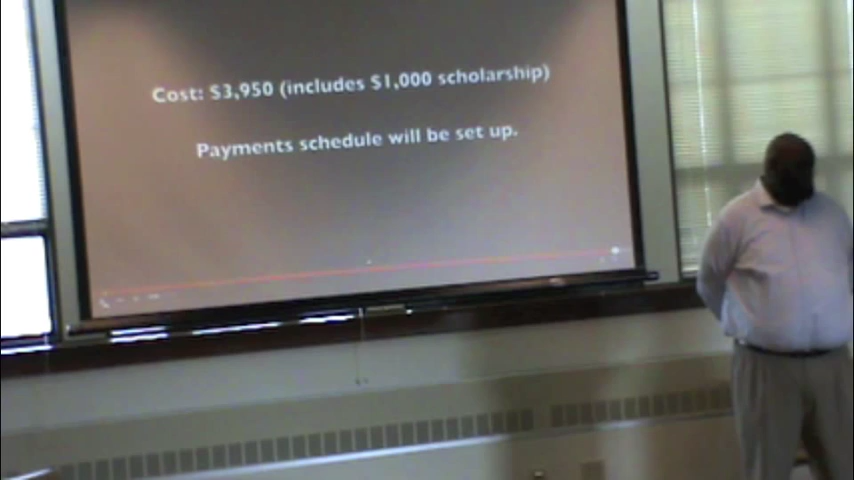 Cost: $3,950 (includes $1,000 scholarship)
Payments schedule will be set up.